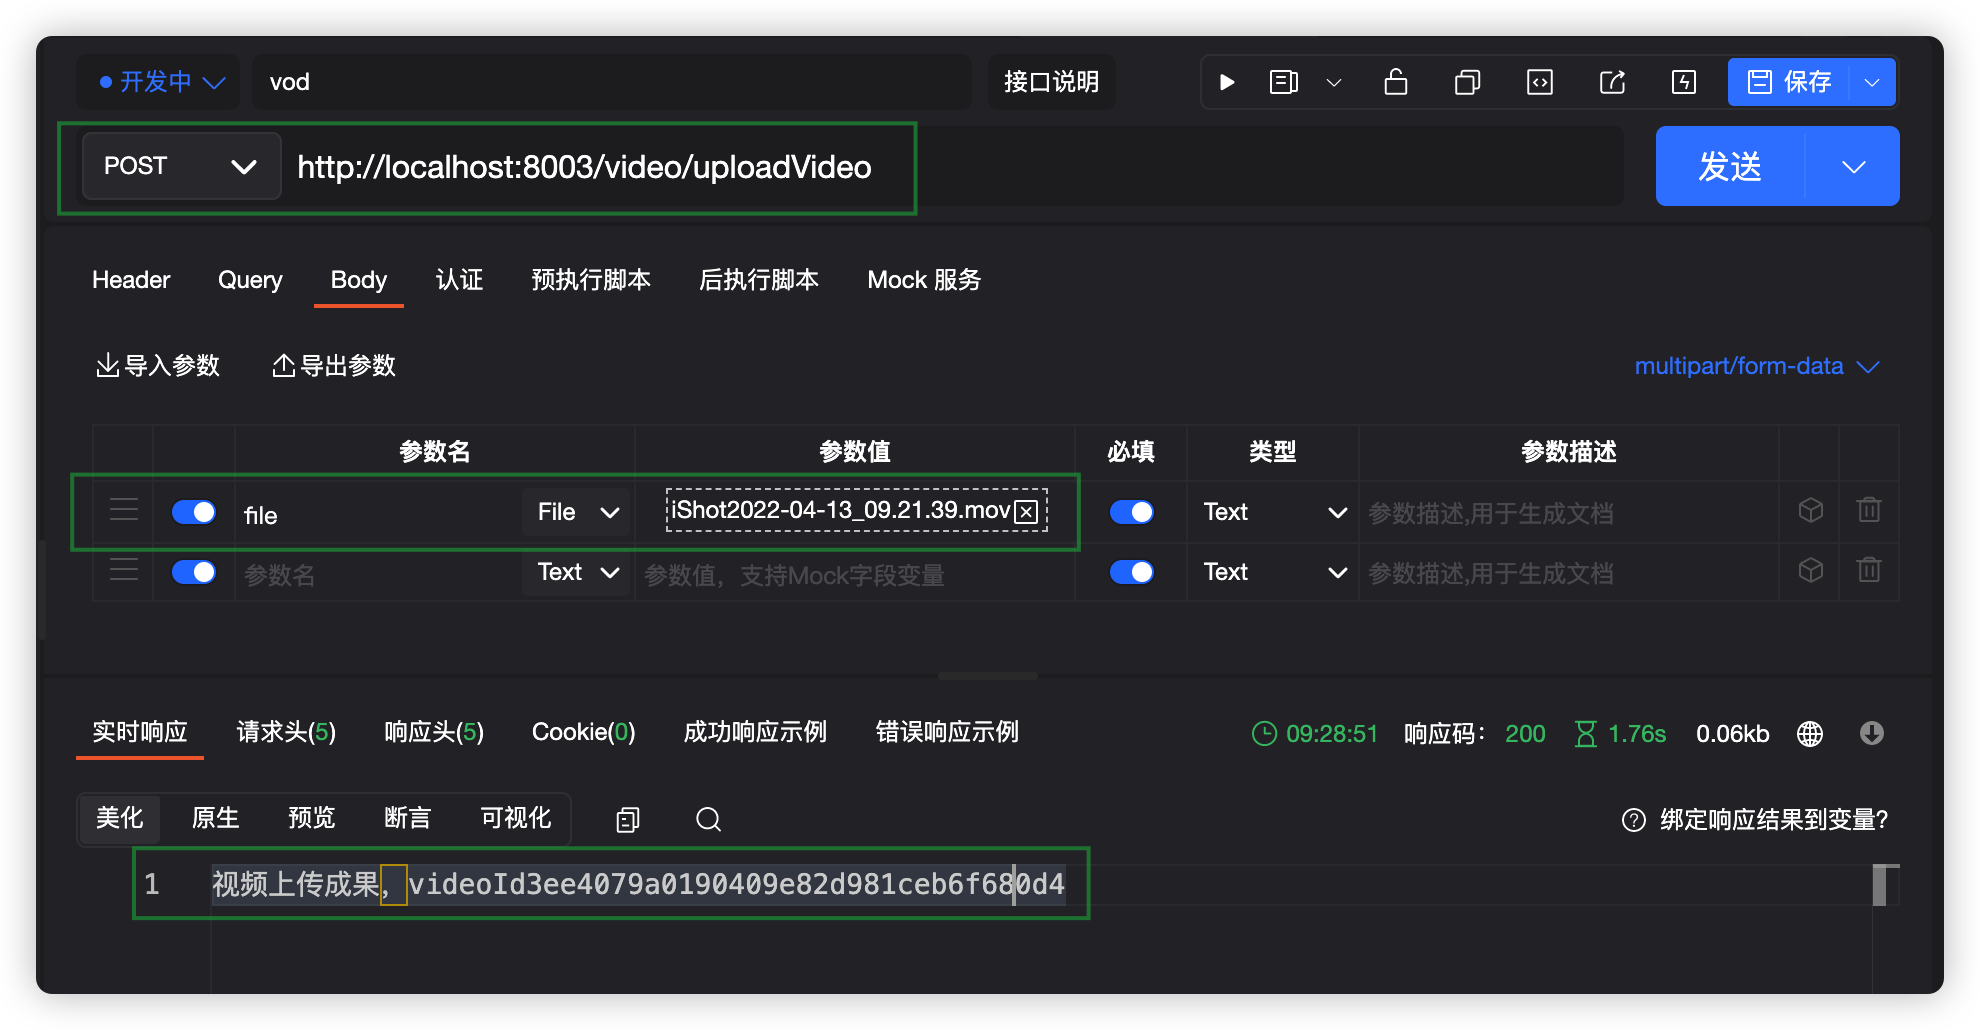 开发中 vod 接口说明 保存
POST http://localhost:8003/video/uploadVideo 发送
Header Query Body 认证 预执行脚本 后执行脚本 Mock 服务
导入参数 导出参数 multipart/form-data
参数名 参数值 必填 类型 参数描述
file File iShot2022-04-13_09.21.39.mov Text 参数描述,用于生成文档
参数名 Text 参数值，支持Mock字段变量 Text 参数描述,用于生成文档
实时响应 请求头(5) 响应头(5) Cookie(0) 成功响应示例 错误响应示例 09:28:51 响应码： 200 1.76s 0.06kb
美化 原生 预览 断言 可视化 绑定响应结果到变量?
1 视频上传成果，videoId3ee4079a0190409e82d981ceb6f680d4